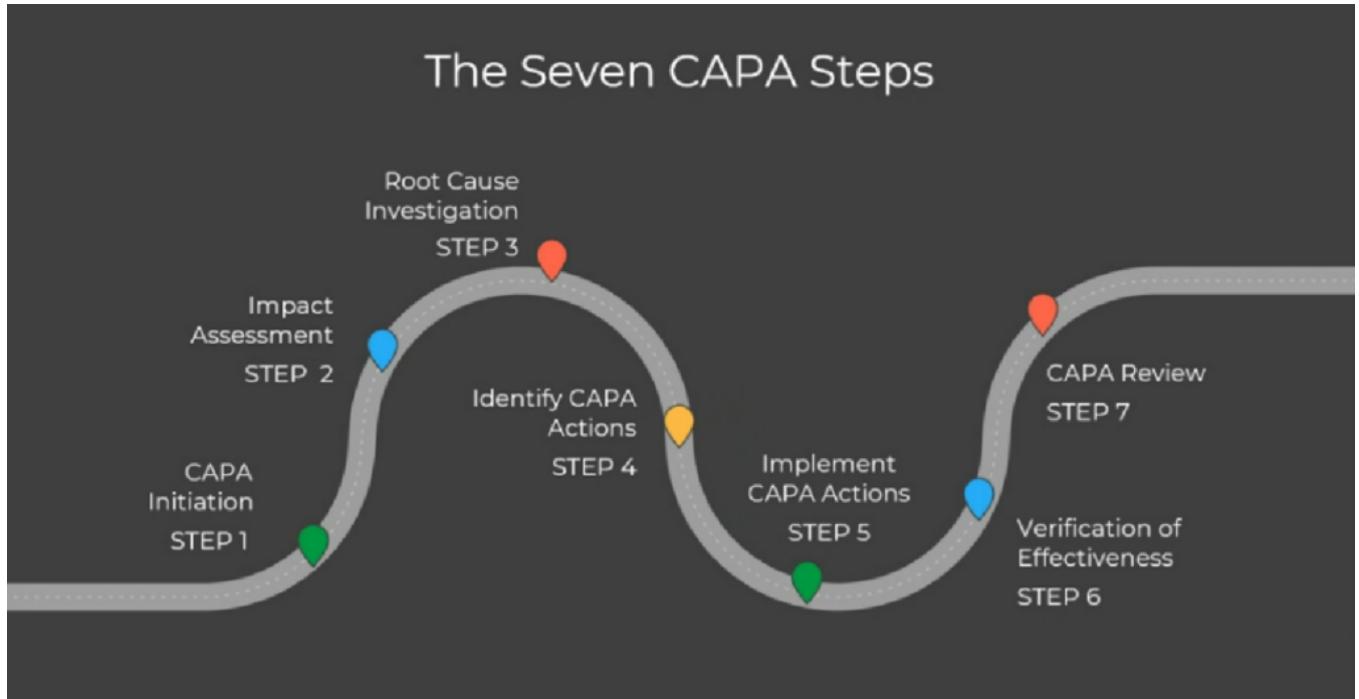 The Seven CAPA Steps
CAPA
Initiation
STEP 1
Impact
Assessment
STEP 2
Root Cause
Investigation
STEP 3
Identify CAPA
Actions
STEP 4
Implement
CAPA Actions
STEP 5
Verification of
Effectiveness
STEP 6
CAPA Review
STEP 7